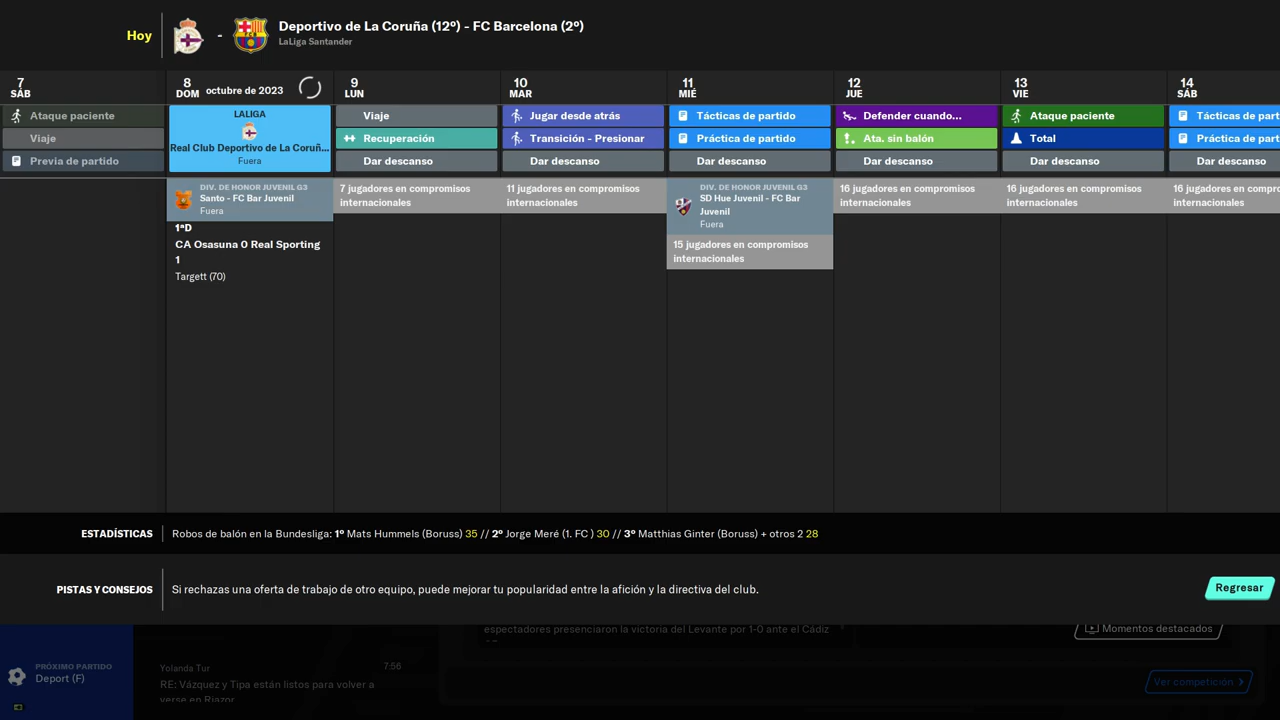 Hoy
Deportivo de La Coruña (12º) - FC Barcelona (2º)
LaLiga Santander
7
SÁB
8
DOM octubre de 2023
9
LUN
10
MAR
11
MIÉ
12
JUE
13
VIE
14
SÁB
Ataque paciente
Viaje
Previa de partido
LALIGA
Real Club Deportivo de La Coruñ...
Fuera
Viaje
Recuperación
Dar descanso
Jugar desde atrás
Transición - Presionar
Dar descanso
Tácticas de partido
Práctica de partido
Dar descanso
Defender cuando...
Ata. sin balón
Dar descanso
Ataque paciente
Total
Dar descanso
Tácticas de part
Práctica de part
Dar descanso
DIV. DE HONOR JUVENIL G3
Santo - FC Bar Juvenil
Fuera
1ªD
CA Osasuna 0 Real Sporting
1
Targett (70)
7 jugadores en compromisos
internacionales
11 jugadores en compromisos
internacionales
DIV. DE HONOR JUVENIL G3
SD Hue Juvenil - FC Bar
Juvenil
Fuera
15 jugadores en compromisos
internacionales
16 jugadores en compromisos
internacionales
16 jugadores en compromisos
internacionales
16 jugadores en compro
internacionales
ESTADÍSTICAS
Robos de balón en la Bundesliga: 1º Mats Hummels (Boruss) 35 // 2º Jorge Meré (1. FC ) 30 // 3º Matthias Ginter (Boruss) + otros 2 28
PISTAS Y CONSEJOS
Si rechazas una oferta de trabajo de otro equipo, puede mejorar tu popularidad entre la afición y la directiva del club.
Regresar
espectadores presenciaron la victoria del Levante por 1-0 ante el Cádiz
Momentos destacados
PRÓXIMO PARTIDO
Deport (F)
Yolanda Tur
7:56
RE: Vázquez y Tipa están listos para volver a
verse en Riazor
Ver competición